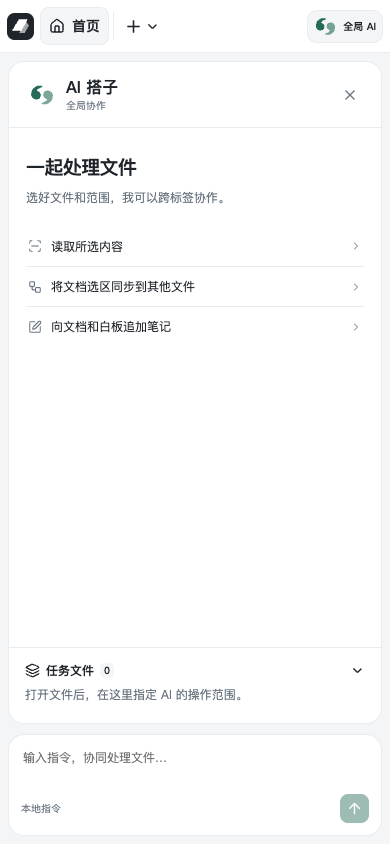 首页
全局 AI
AI 搭子
全局协作
一起处理文件
选好文件和范围，我可以跨标签协作。
读取所选内容
将文档选区同步到其他文件
向文档和白板追加笔记
任务文件 0
打开文件后，在这里指定 AI 的操作范围。
输入指令，协同处理文件...
本地指令